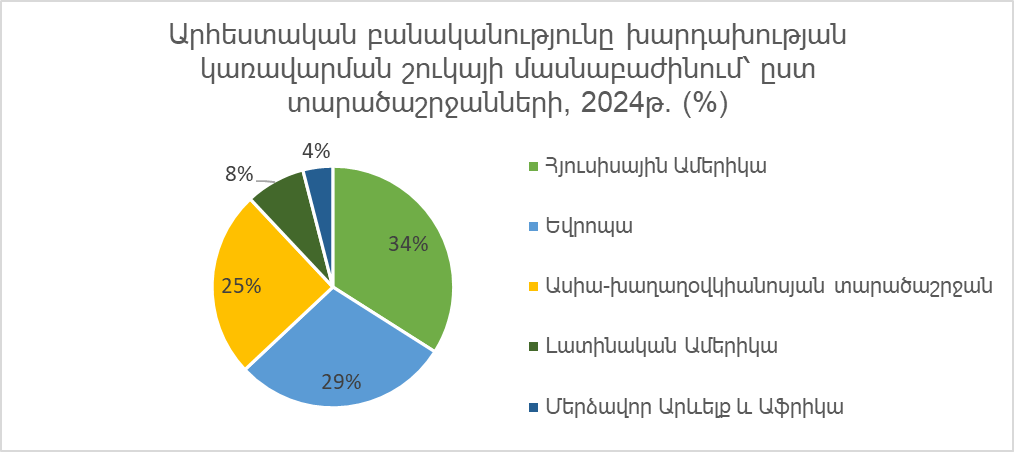 Արհեստական բանականությունը խարդախության
կառավարման շուկայի մասնաբաժինում՝ ըստ
տարածաշրջանների, 2024թ. (%)
4%
8%
34%
25%
29%
Հյուսիսային Ամերիկա
Եվրոպա
Ասիա-խաղաղօվկիանոսյան տարածաշրջան
Լատինական Ամերիկա
Մերձավոր Արևելք և Աֆրիկա